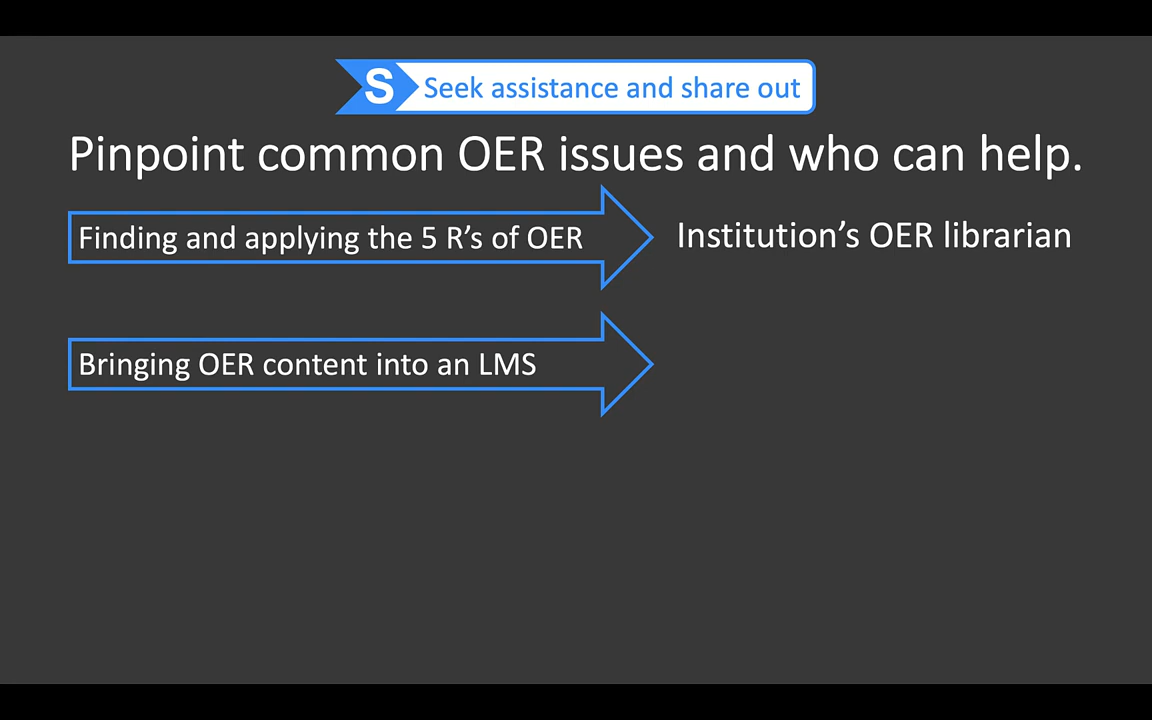 S Seek assistance and share out
Pinpoint common OER issues and who can help.
Finding and applying the 5 R’s of OER
Institution’s OER librarian
Bringing OER content into an LMS